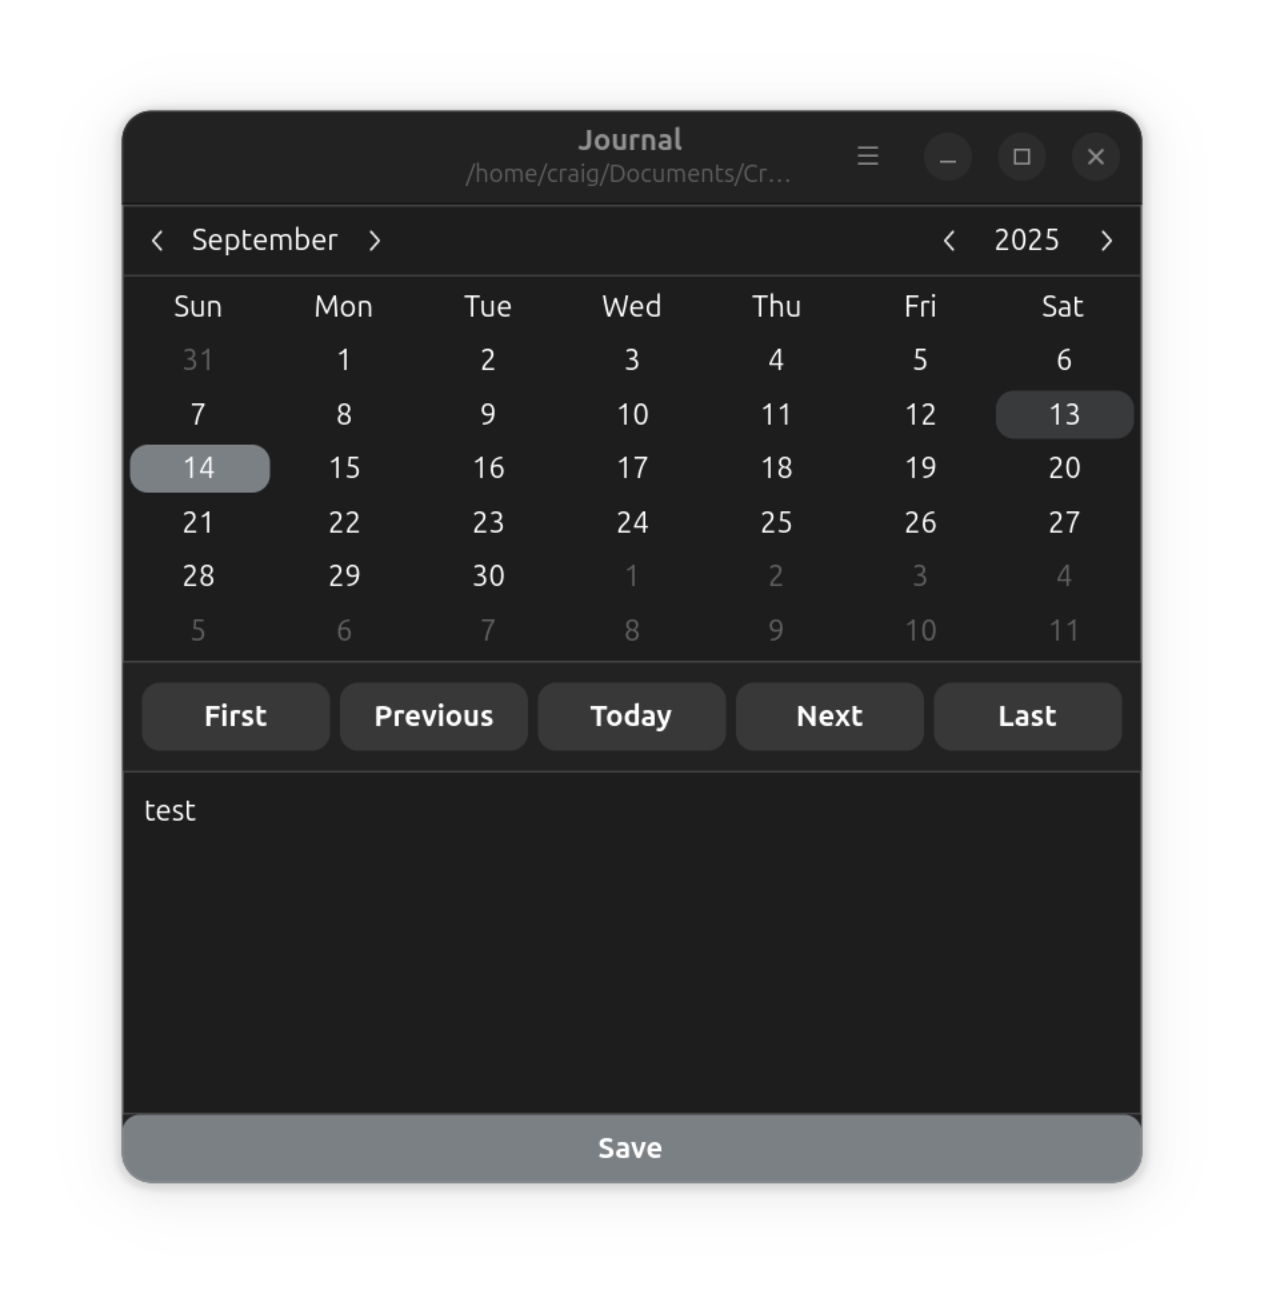 Journal
/home/craig/Documents/Cr...
September 2025
Sun Mon Tue Wed Thu Fri Sat
31 1 2 3 4 5 6
7 8 9 10 11 12 13
14 15 16 17 18 19 20
21 22 23 24 25 26 27
28 29 30 1 2 3 4
5 6 7 8 9 10 11
First Previous Today Next Last
test
Save